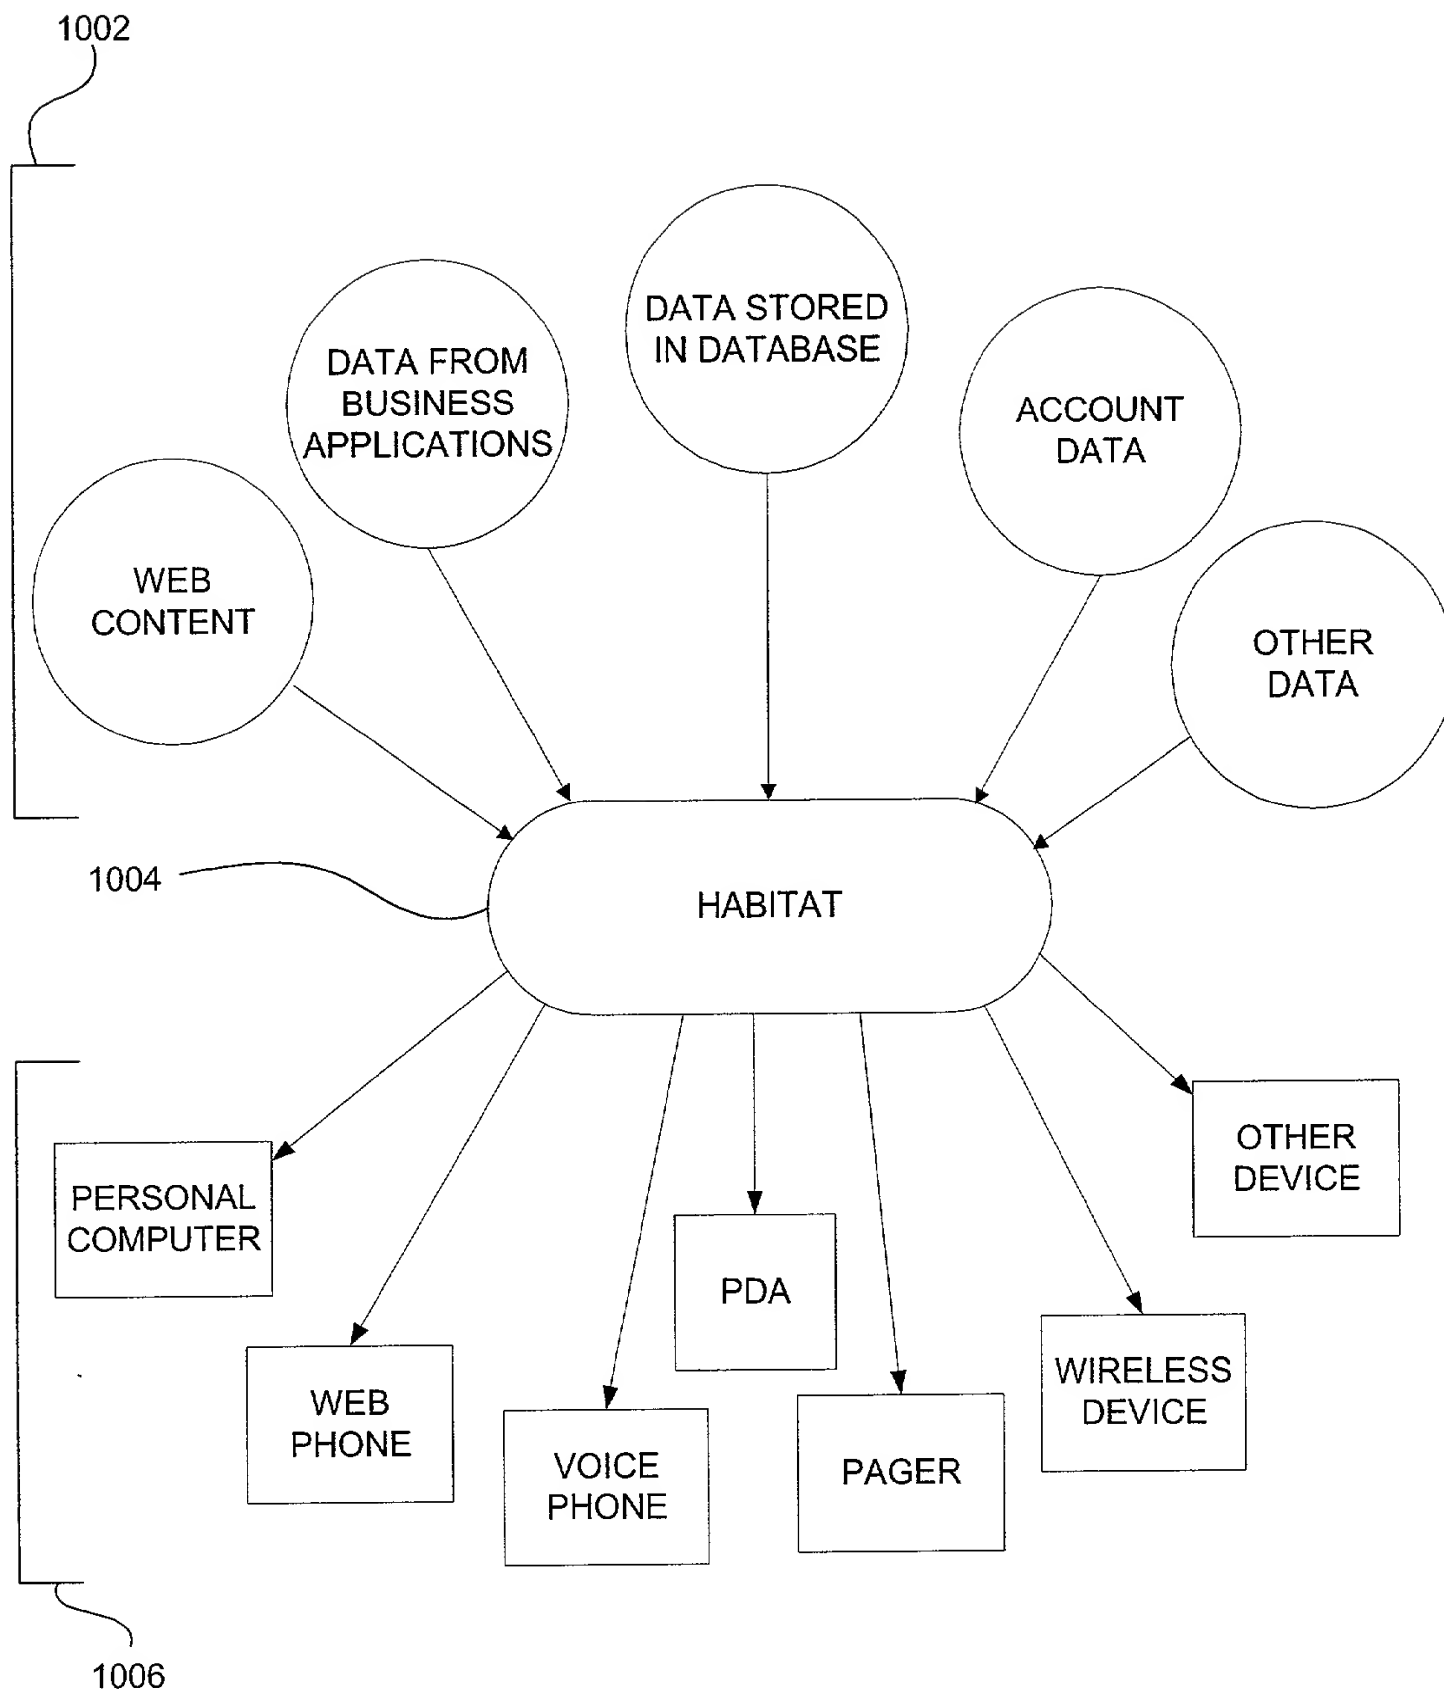 1002
DATA STORED
IN DATABASE
DATA FROM
BUSINESS
APPLICATIONS
ACCOUNT
DATA
WEB
CONTENT
OTHER
DATA
1004
HABITAT
OTHER
DEVICE
PERSONAL
COMPUTER
PDA
WIRELESS
DEVICE
WEB
PHONE
VOICE
PHONE
PAGER
1006